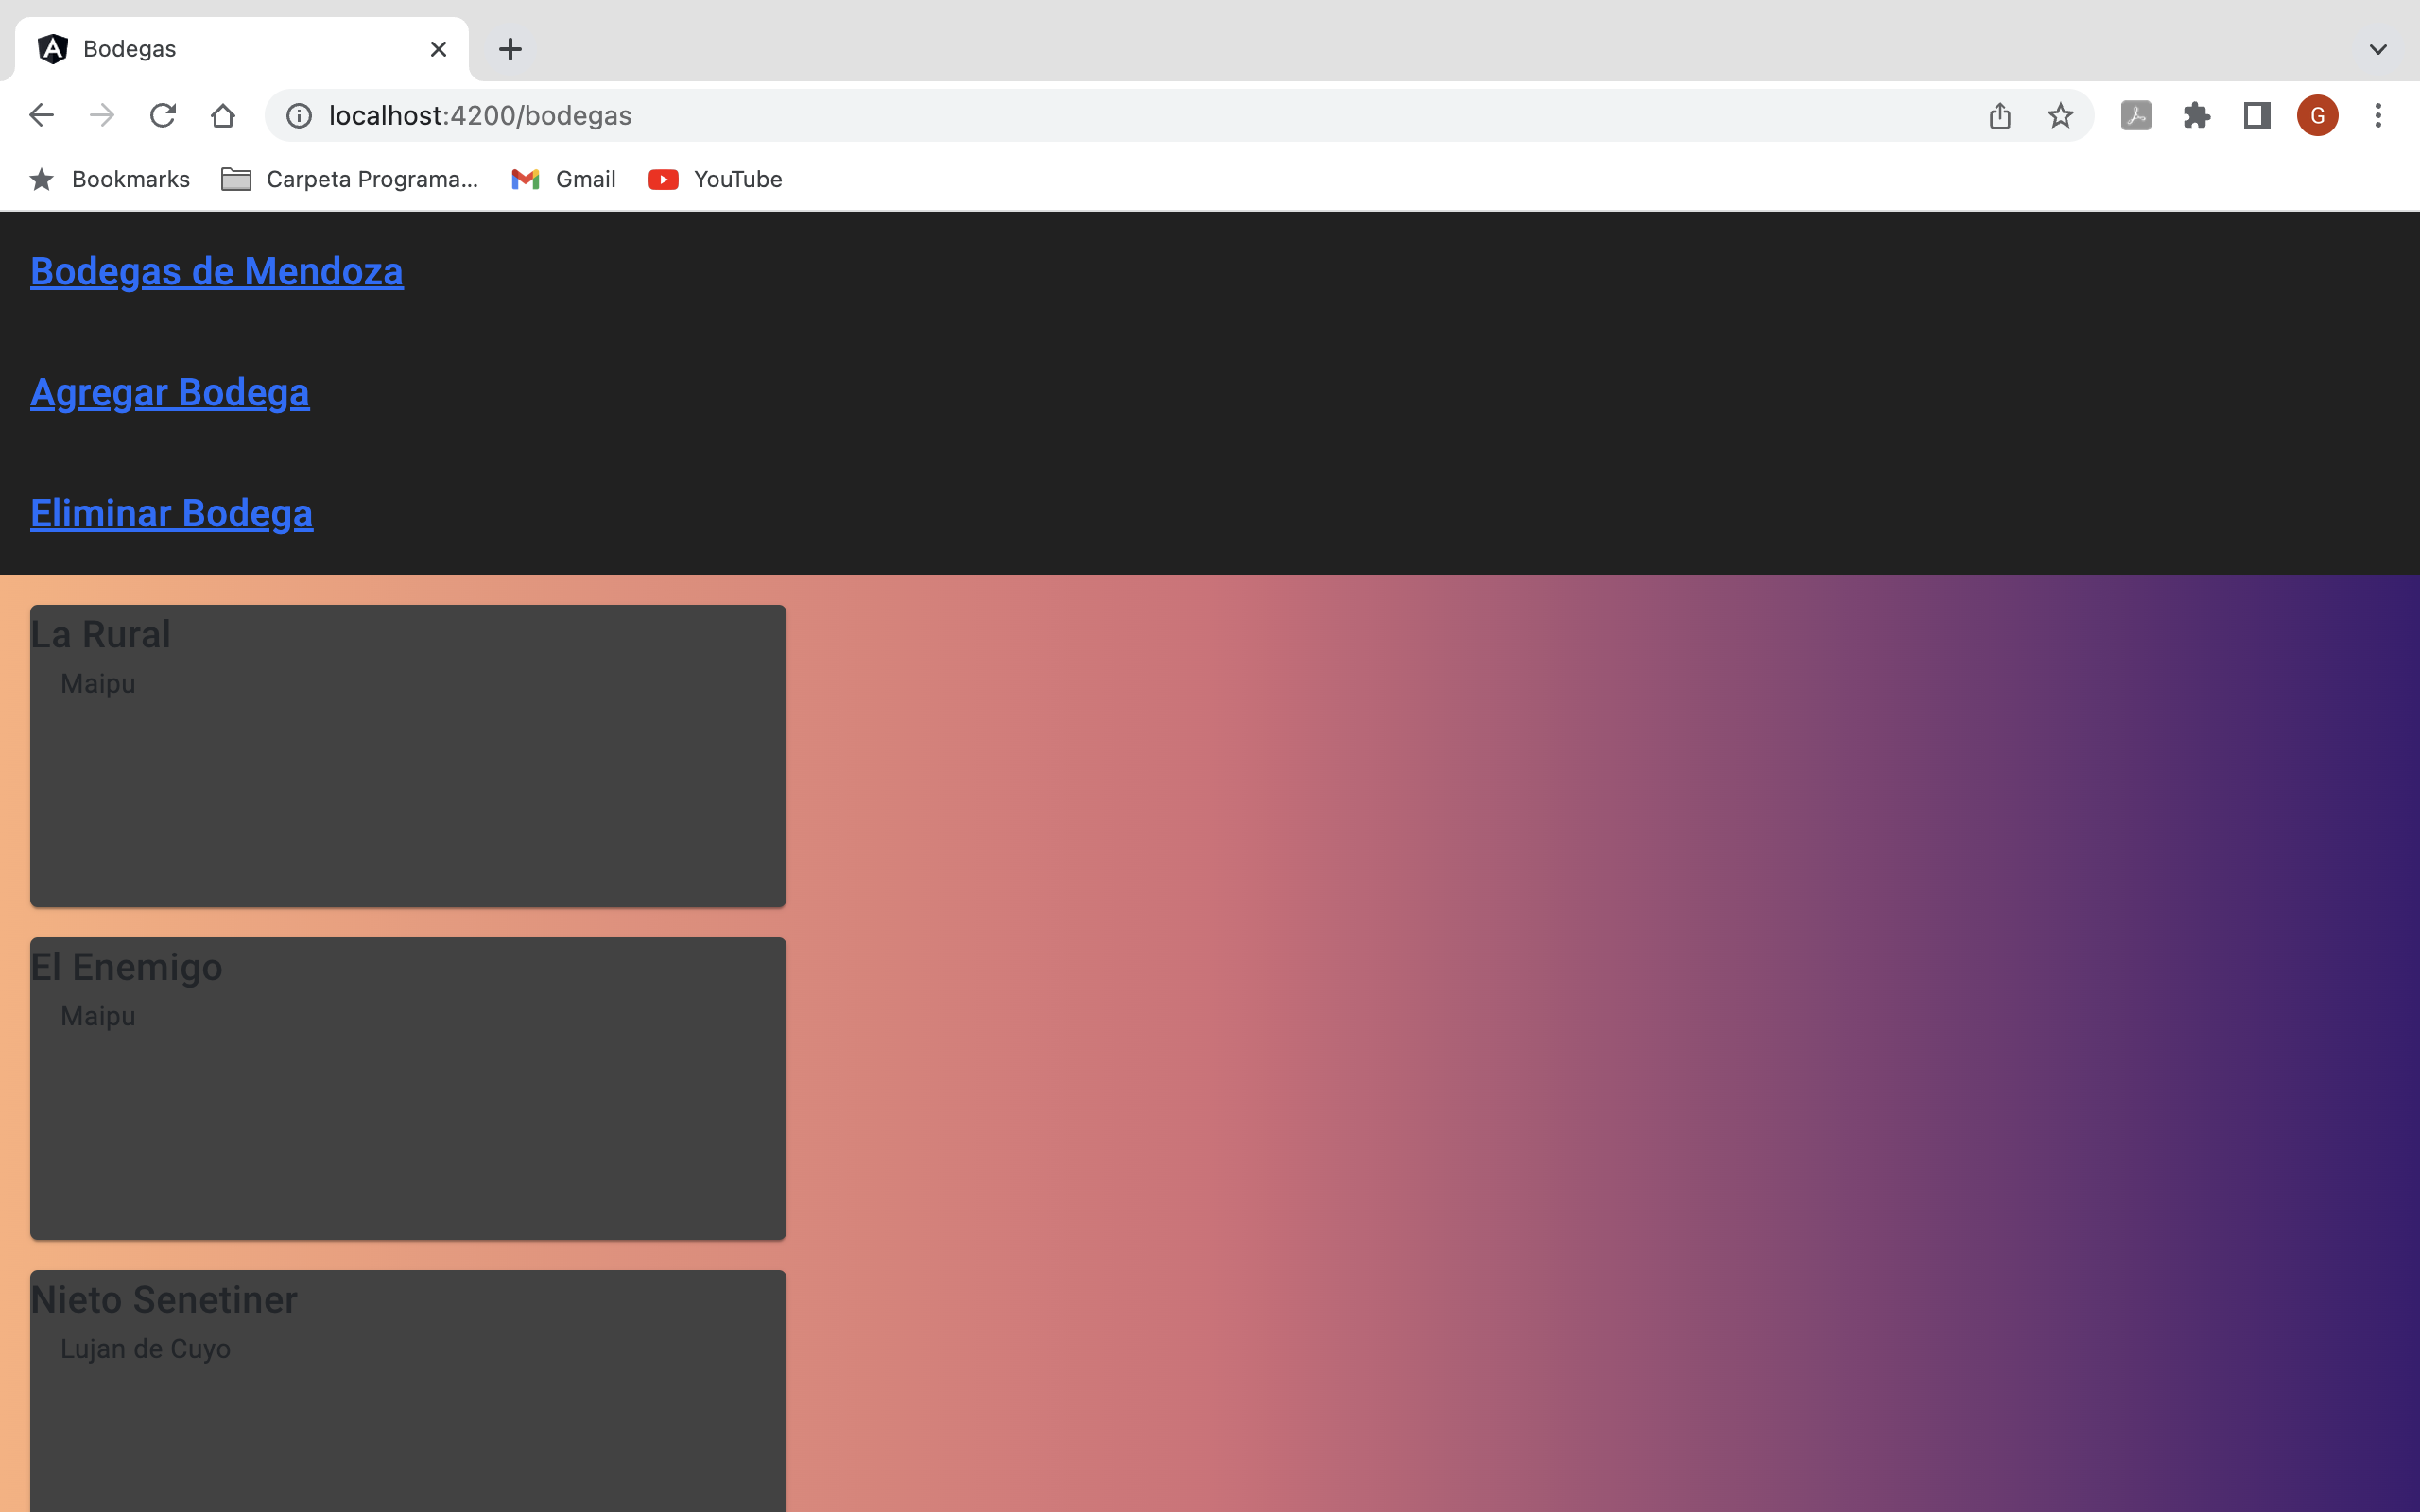 Bodegas
localhost:4200/bodegas
G
Bookmarks Carpeta Programa... Gmail YouTube
Bodegas de Mendoza
Agregar Bodega
Eliminar Bodega
La Rural
Maipu
El Enemigo
Maipu
Nieto Senetiner
Lujan de Cuyo